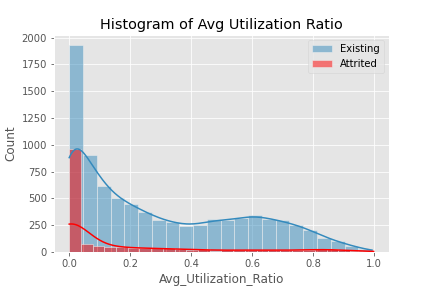 Histogram of Avg Utilization Ratio
Existing
Attrited
Count
2000
1750
1500
1250
1000
750
500
250
0
0.0 0.2 0.4 0.6 0.8 1.0
Avg_Utilization_Ratio